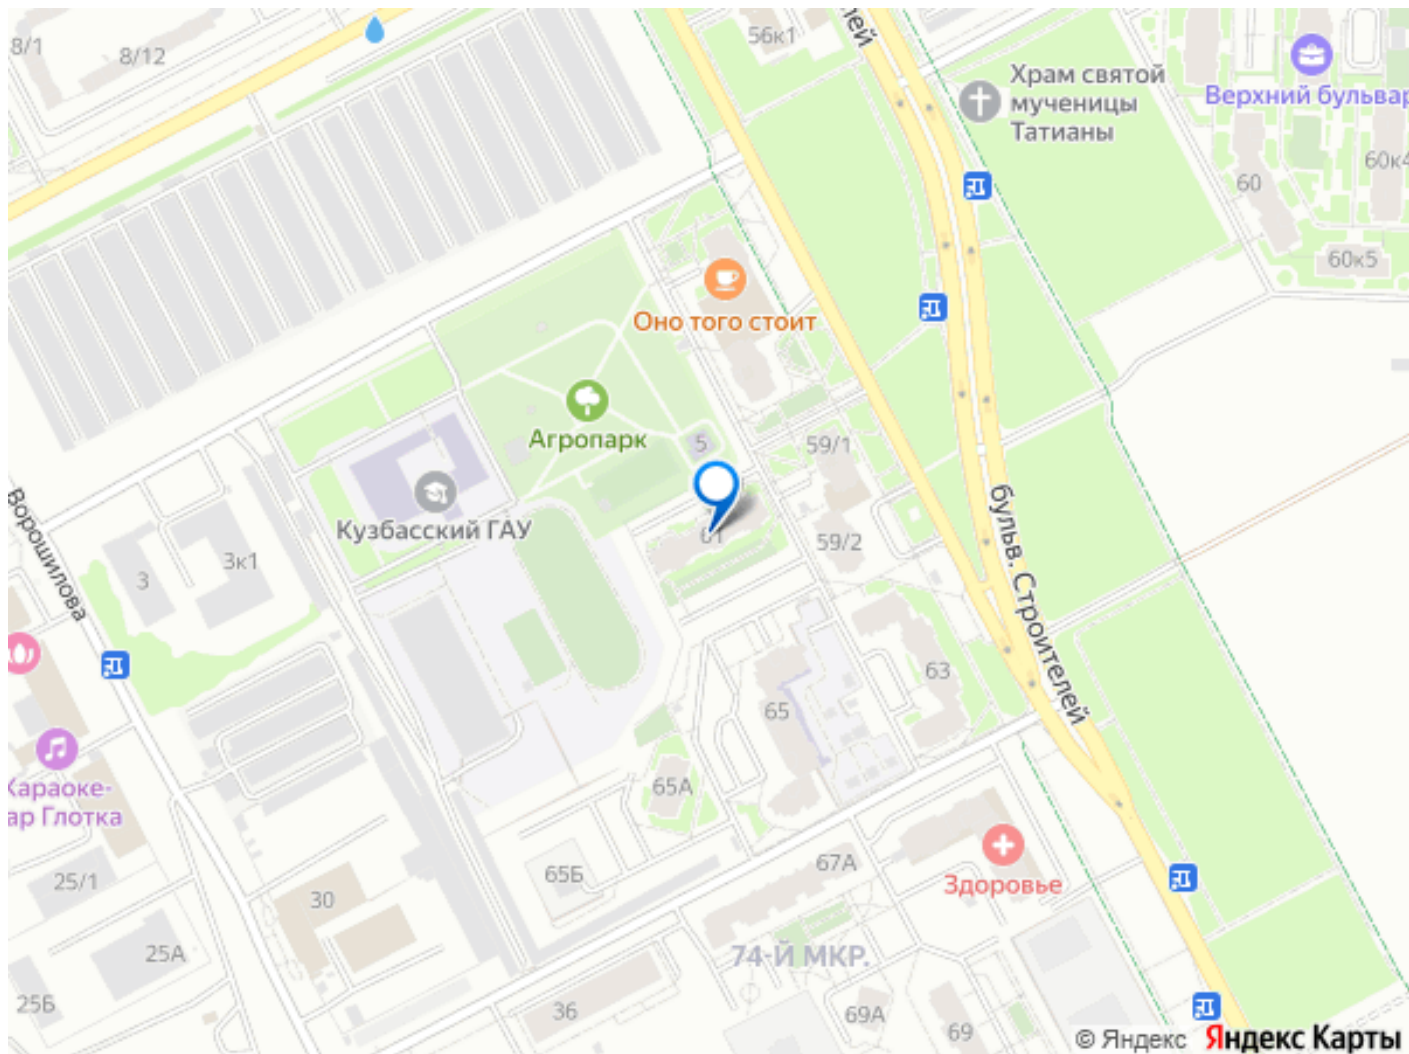 8/1
8/12
56к1
лей
Храм святой
мученицы
Татианы
Верхний бульвар
60
60к4
60к5
Оно того стоит
Агропарк
5
59/1
Кузбасский ГАУ
61
59/2
бульв. Строителей
Ворошилова
3
3к1
63
65
65А
Караоке-
ар Глотка
67А
65Б
Здоровье
25/1
30
25А
74-Й МКР.
25Б
36
69А
69
© Яндекс Яндекс Карты